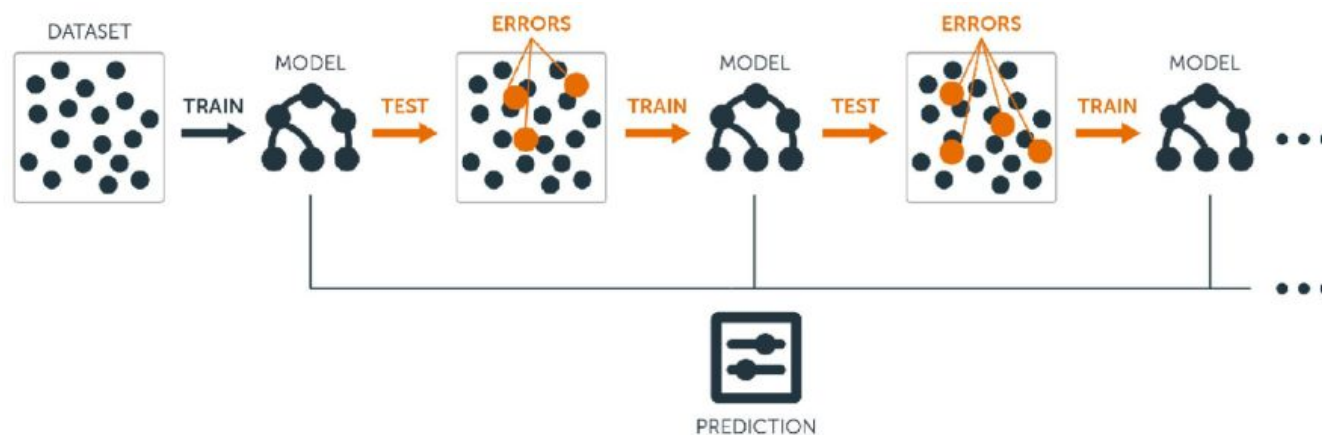 DATASET
MODEL
ERRORS
MODEL
ERRORS
MODEL
TRAIN
TEST
TRAIN
TEST
TRAIN
PREDICTION